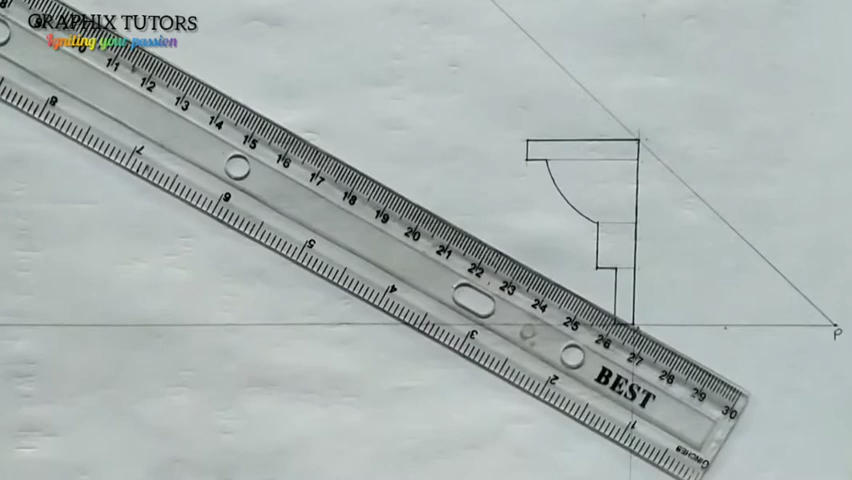 GRAPHIX TUTORS
Igniting your passion
11 12 13 14 15 16 17 18 19 20 21 22 23 24 25 26 27 28 29 30
8 7 6 5 4 3 2 1
BEST
INCHES
P